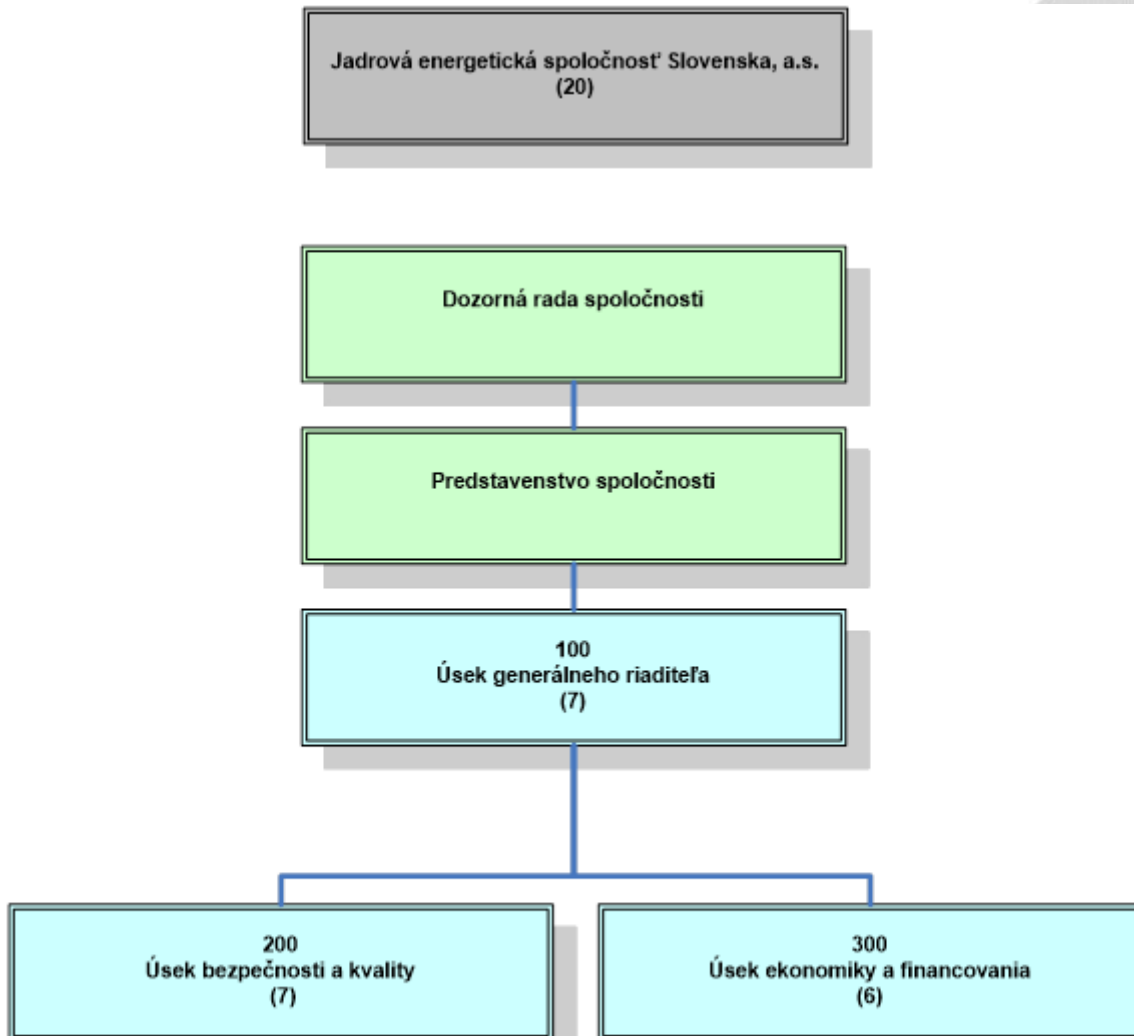 Jadrová energetická spoločnosť Slovenska, a.s.
(20)
Dozorná rada spoločnosti
Predstavenstvo spoločnosti
100
Úsek generálneho riaditeľa
(7)
200
Úsek bezpečnosti a kvality
(7)
300
Úsek ekonomiky a financovania
(6)